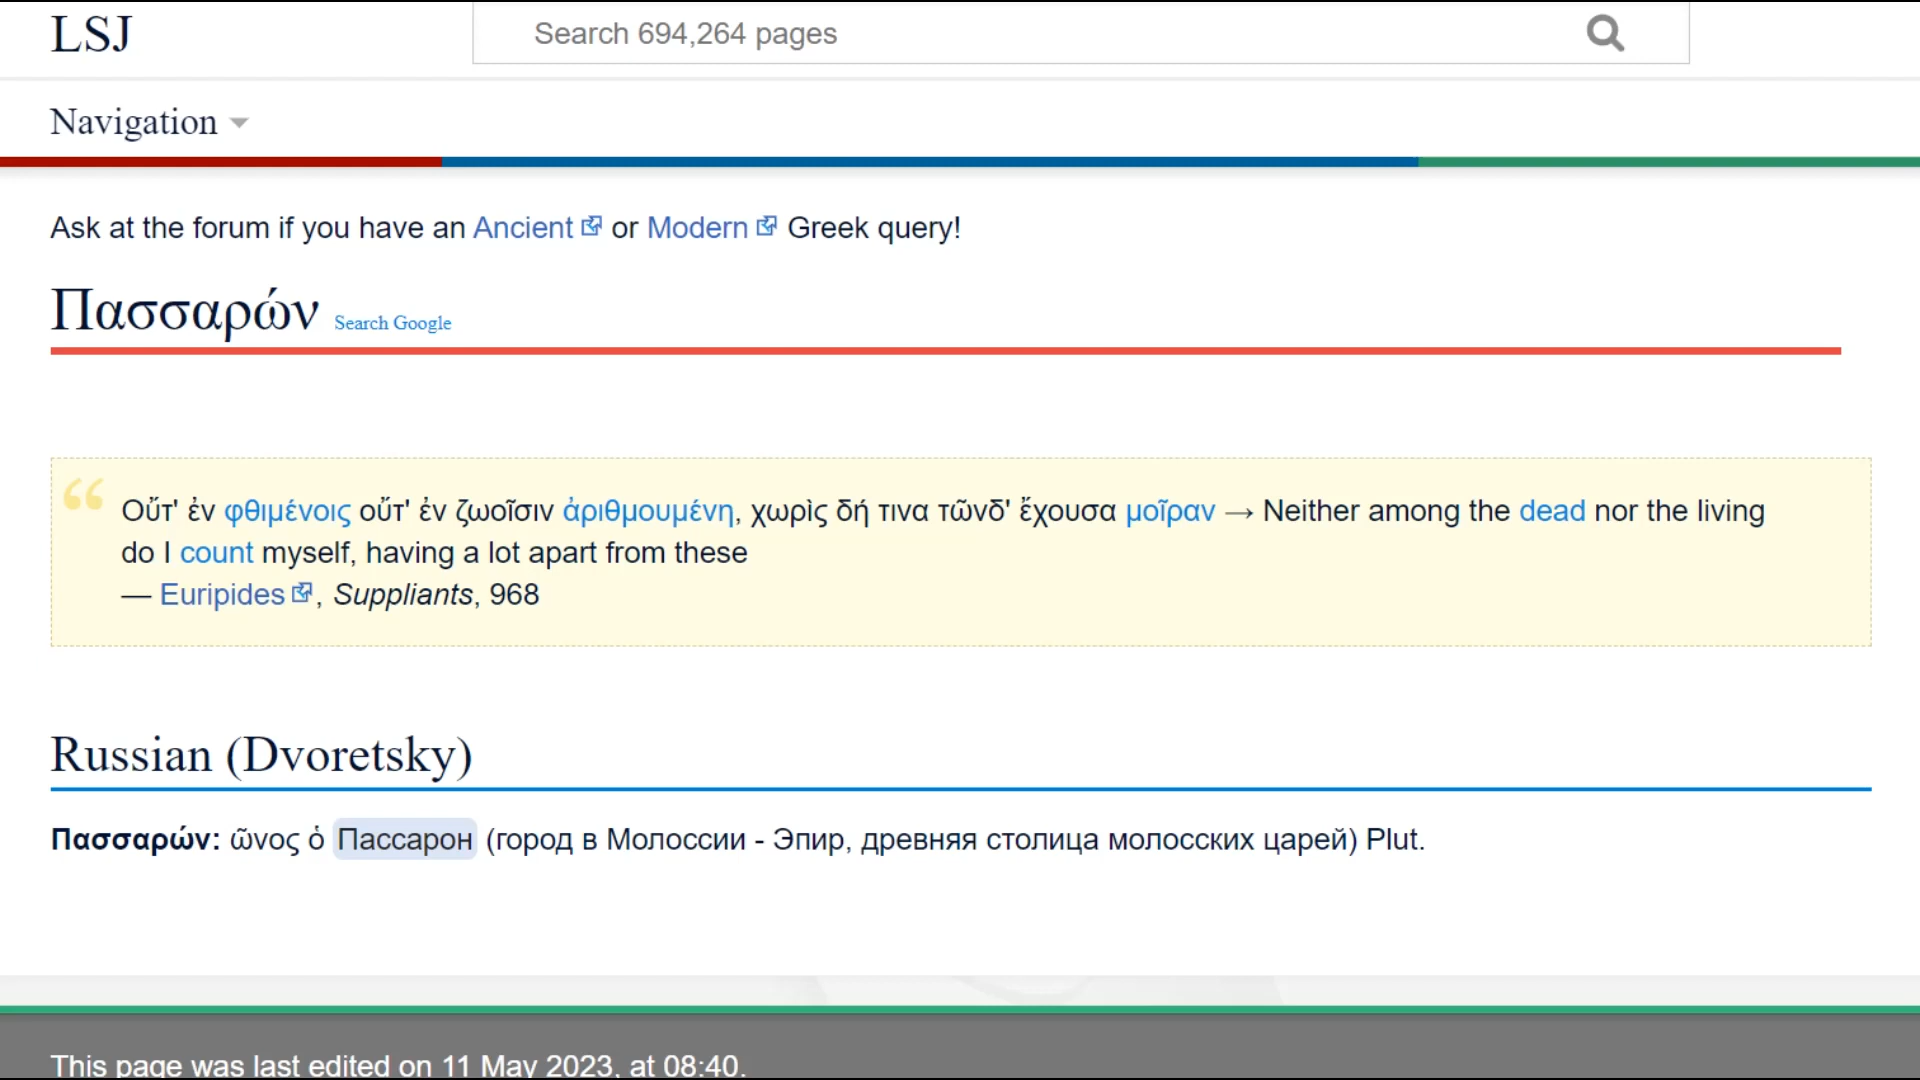 LSJ
Search 694,264 pages
Navigation
Ask at the forum if you have an Ancient or Modern Greek query!
Πασσαρών Search Google
Οὔτ' ἐν φθιμένοις οὔτ' ἐν ζωοῖσιν ἀριθμουμένη, χωρὶς δή τινα τῶνδ' ἔχουσα μοῖραν → Neither among the dead nor the living
do I count myself, having a lot apart from these
— Euripides, Suppliants, 968
Russian (Dvoretsky)
Πασσαρών: ῶνος ὁ Пассарон (город в Молоссии - Эпир, древняя столица молосских царей) Plut.
This page was last edited on 11 May 2023, at 08:40.